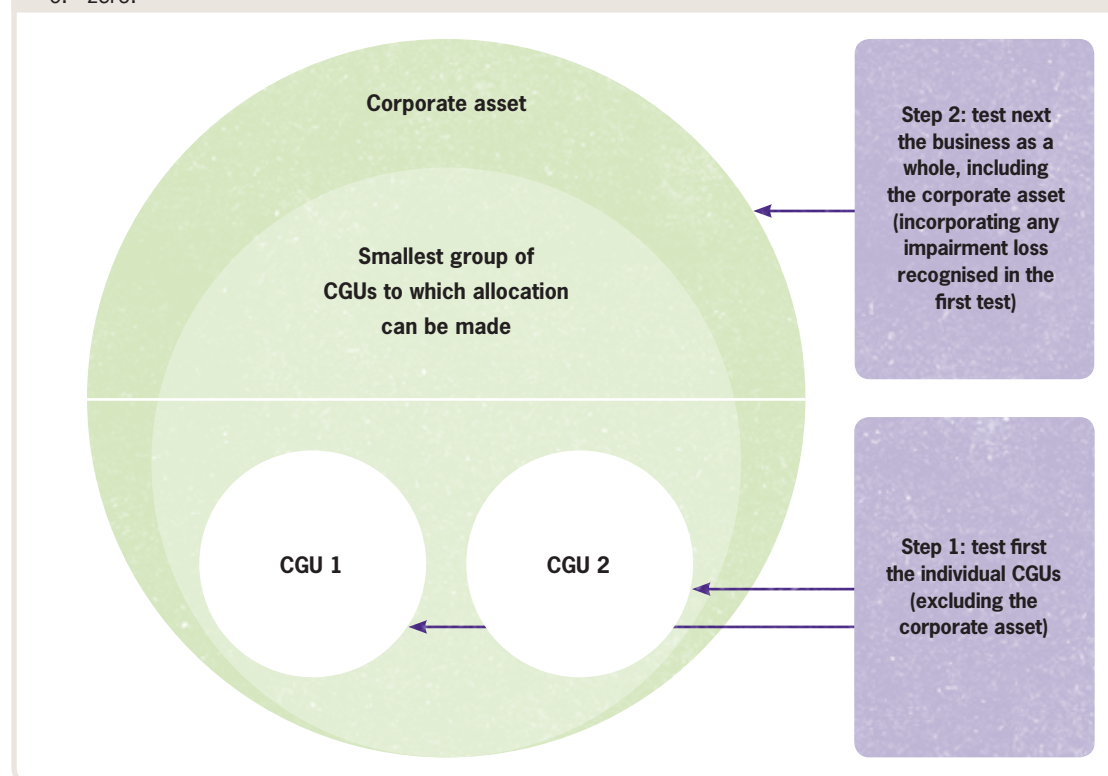 c. zero.
Corporate asset
Smallest group of
CGUs to which allocation
can be made
CGU 1
CGU 2
Step 2: test next
the business as a
whole, including
the corporate asset
(incorporating any
impairment loss
recognised in the
first test)
Step 1: test first
the individual CGUs
(excluding the
corporate asset)